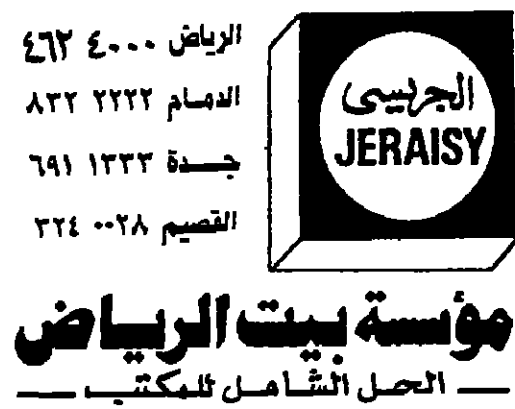 الرياض ٤٠٠٠ ٤٦٢
الدمام ٢٢٢٢ ٨٣٢
جدة ١٣٣٣ ٦٩١
القصيم ٠٠٢٨ ٣٢٤
الجريسي
JERAISY
مؤسسة بيت الرياض
الحل الشامل للمكتب